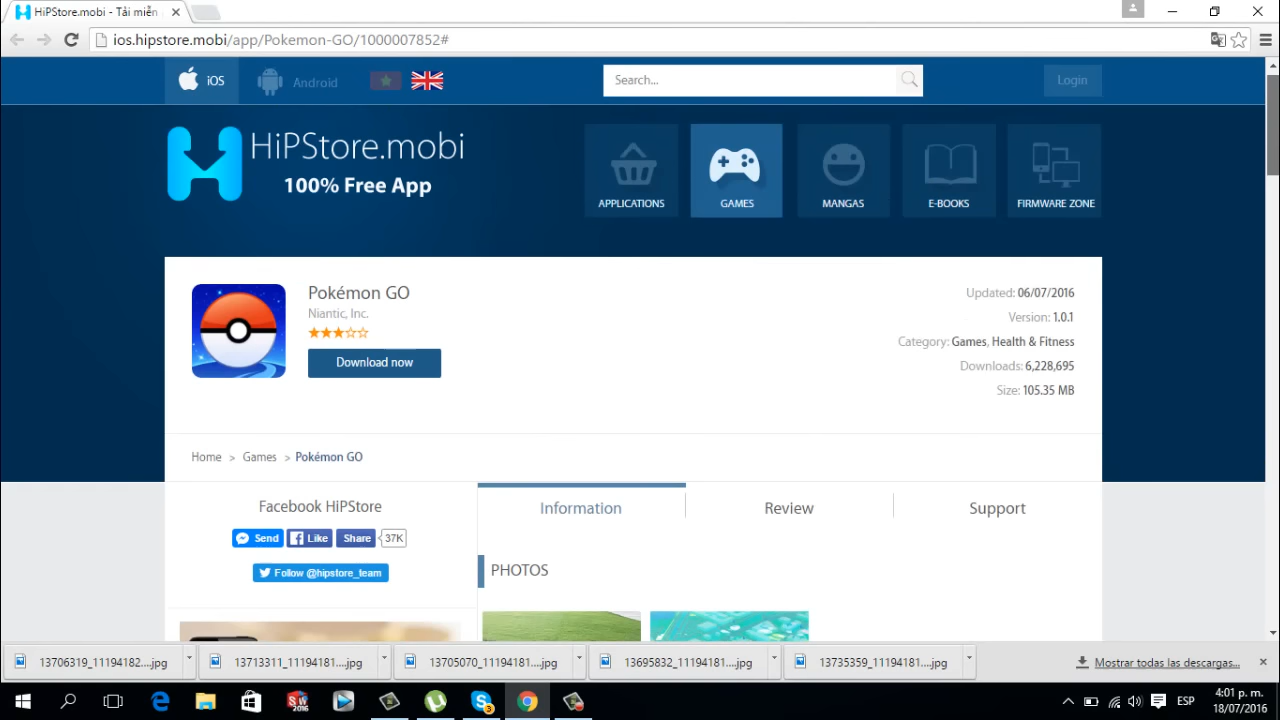 HiPStore.mobi - Tải miễn
ios.hipstore.mobi/app/Pokemon-GO/1000007852#
iOS
Android
Search...
Login
HiPStore.mobi
100% Free App
APPLICATIONS
GAMES
MANGAS
E-BOOKS
FIRMWARE ZONE
Pokémon GO
Niantic, Inc.
Download now
Updated: 06/07/2016
Version: 1.0.1
Category: Games, Health & Fitness
Downloads: 6,228,695
Size: 105.35 MB
Home > Games > Pokémon GO
Facebook HiPStore
Send
Like
Share
37K
Follow @hipstore_team
Information
Review
Support
PHOTOS
13706319_11194182....jpg
13713311_11194181....jpg
13705070_11194181....jpg
13695832_11194181....jpg
13735359_11194181....jpg
Mostrar todas las descargas...
SW
2016
3
ESP
4:01 p. m.
18/07/2016